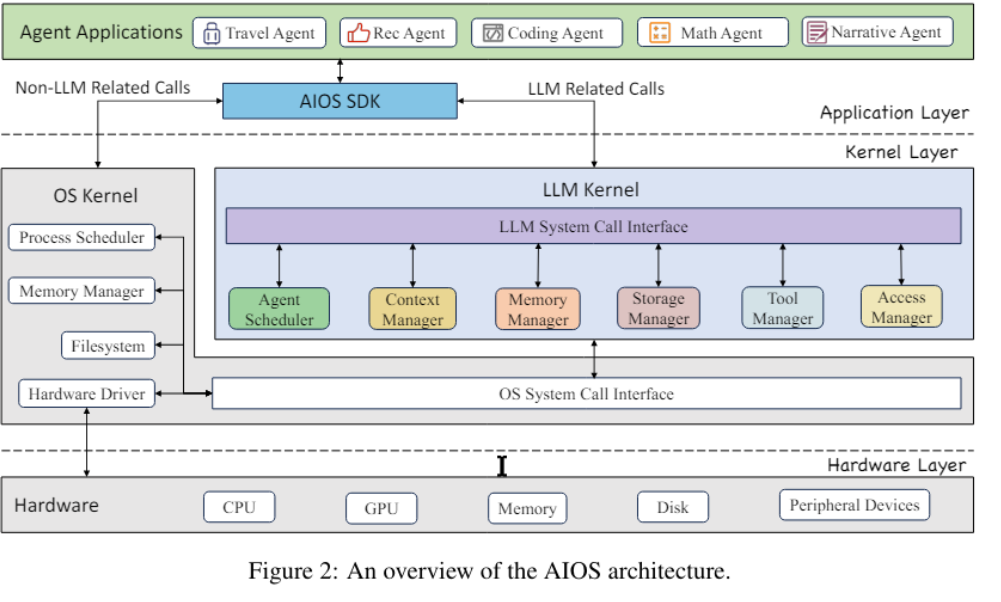 Agent Applications
Travel Agent
Rec Agent
Coding Agent
Math Agent
Narrative Agent
Non-LLM Related Calls
AIOS SDK
LLM Related Calls
Application Layer
Kernel Layer
OS Kernel
Process Scheduler
Memory Manager
Filesystem
Hardware Driver
LLM Kernel
LLM System Call Interface
Agent
Scheduler
Context
Manager
Memory
Manager
Storage
Manager
Tool
Manager
Access
Manager
OS System Call Interface
Hardware Layer
Hardware
CPU
GPU
Memory
Disk
Peripheral Devices
Figure 2: An overview of the AIOS architecture.